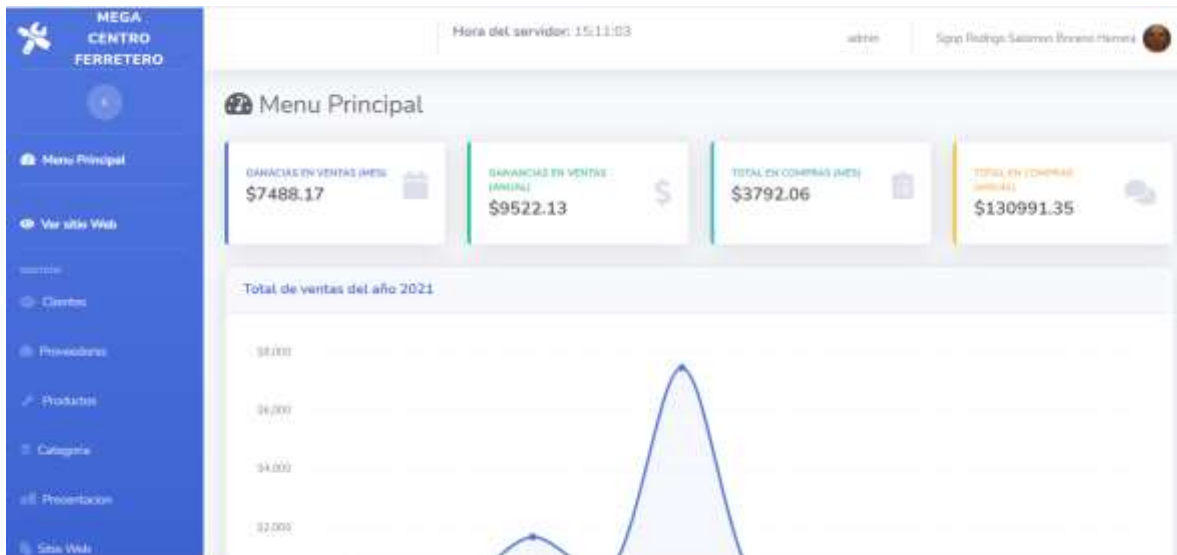 MEGA
CENTRO
FERRETERO
Hora del servidor: 15:11:03
admin
Rodrigo
Menu Principal
Menu Principal
Ver sitio Web
Clientes
Proveedores
Productos
Categoria
Presentacion
Sitio Web
GANACIAS EN VENTAS (MES)
$7488.17
GANANCIAS EN VENTAS
(ANUAL)
$9522.13
TOTAL EN COMPRAS (MES)
$3792.06
TOTAL EN COMPRAS
(ANUAL)
$130991.35
Total de ventas del año 2021
$8,000
$6,000
$4,000
$2,000